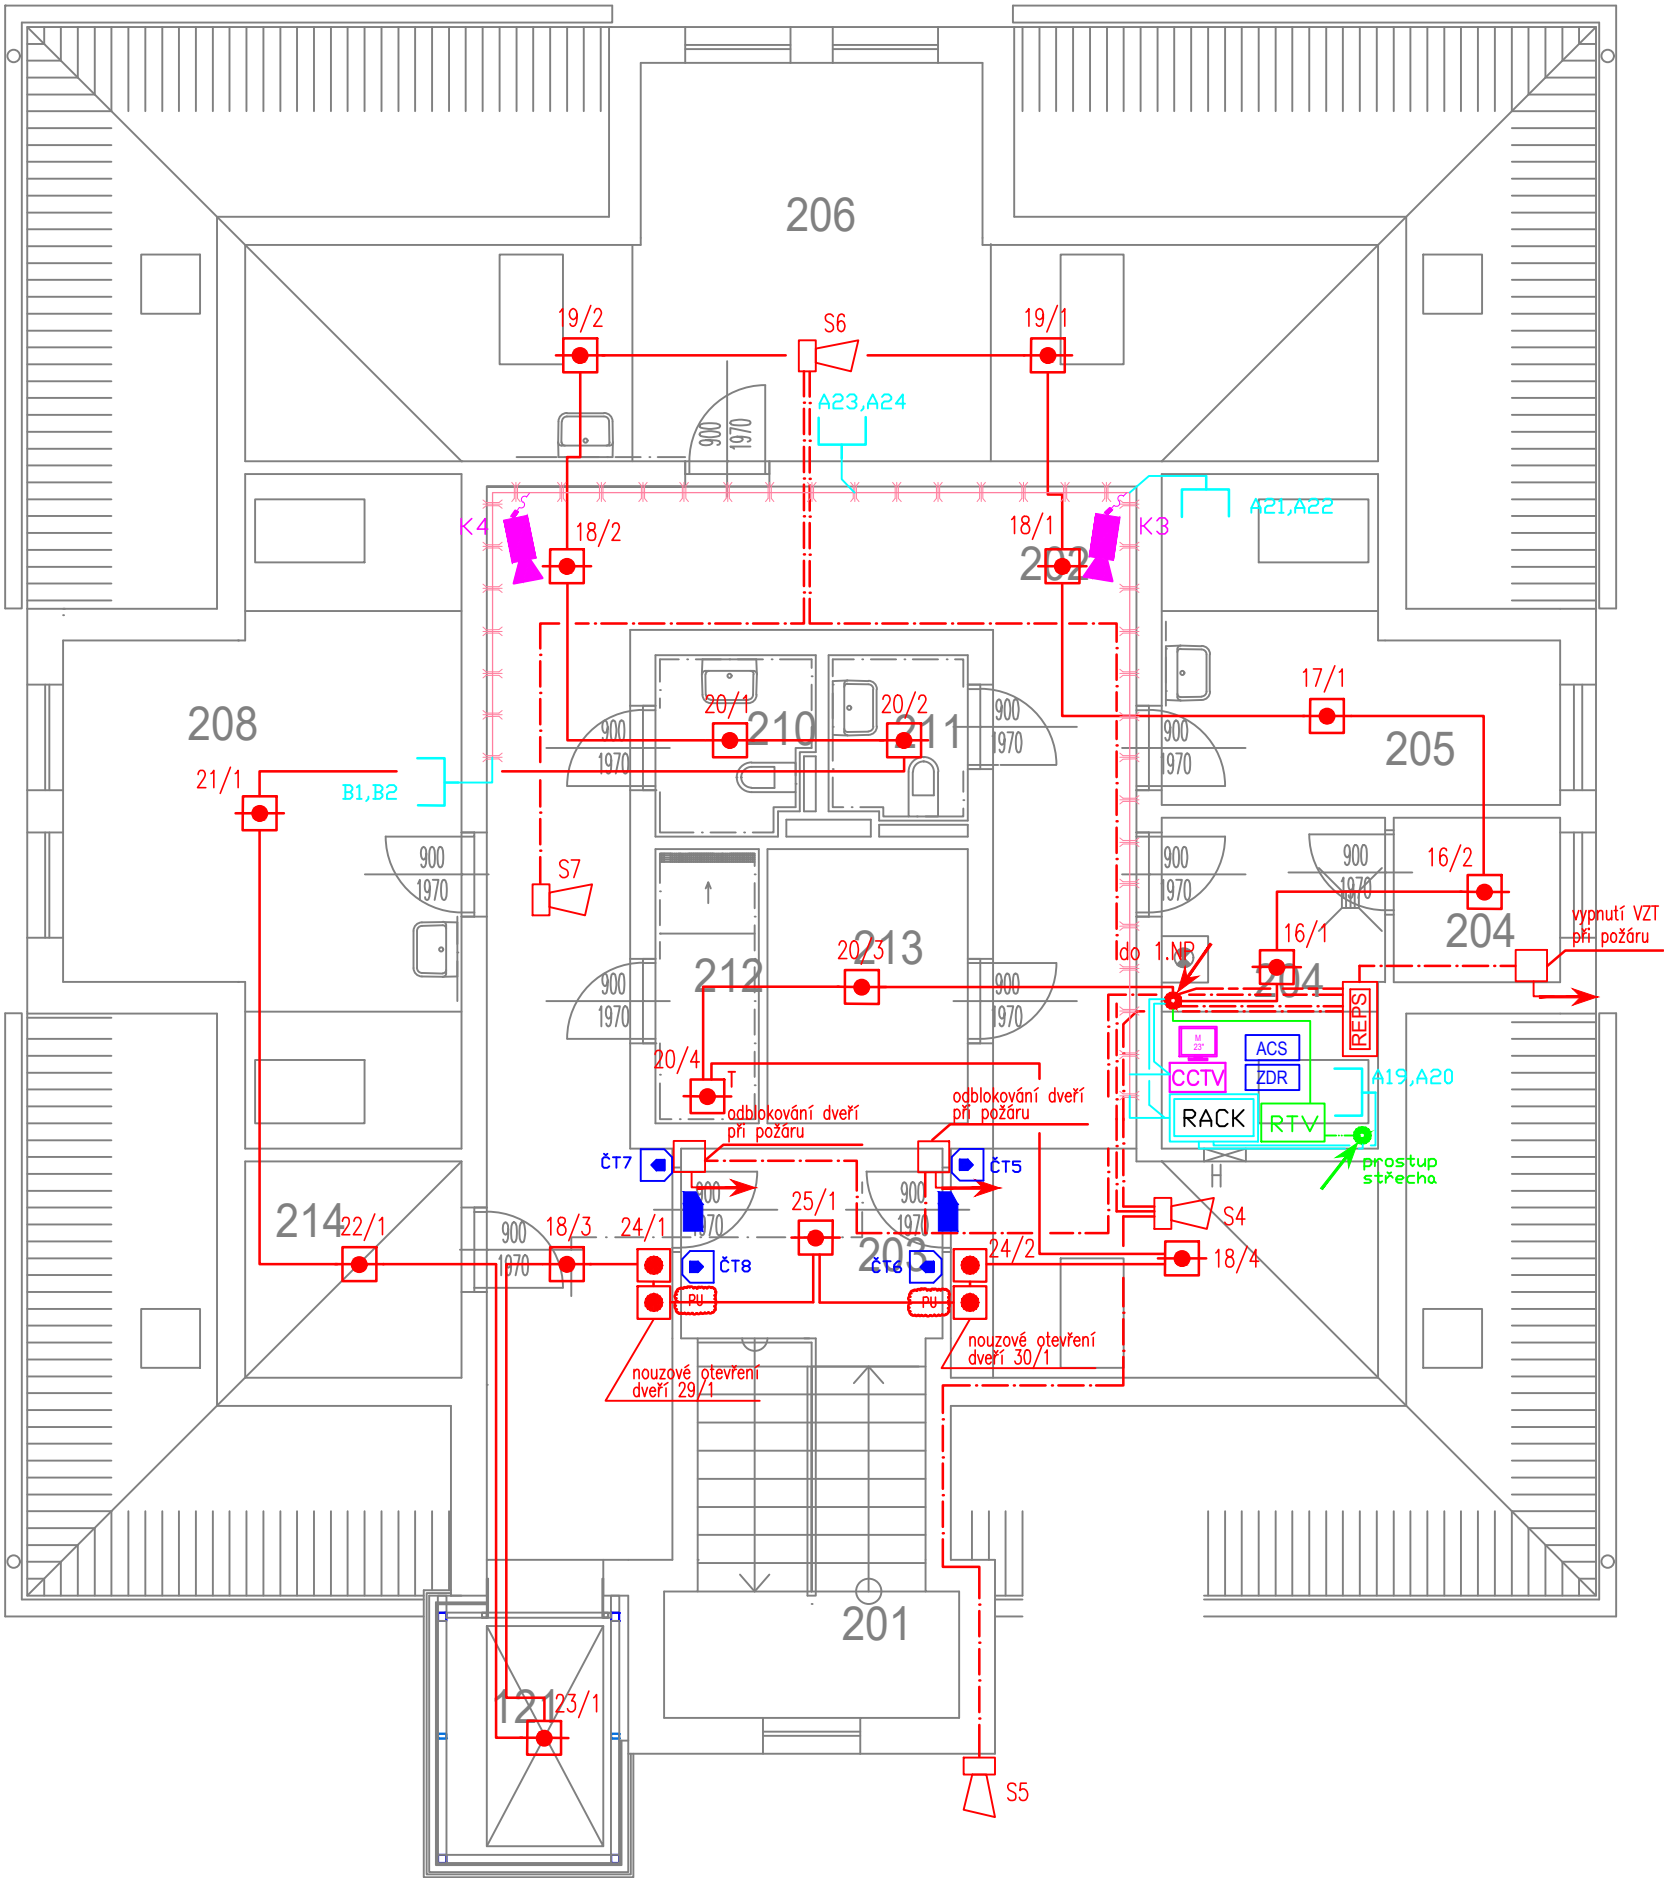 206
19/2
S6
19/1
A23,A24
900
1970
K4
18/2
18/1
202
K3
A21,A22
208
20/1
210
20/2
211
900
1970
900
1970
17/1
900
1970
205
21/1
B1,B2
900
1970
S7
900
1970
900
1970
16/2
204
vypnutí VZT
při požáru
20/3
213
212
900
1970
900
1970
do 1.NP
16/1
204
REPS
M
23"
CCTV
ACS
ZDR
A19,A20
RACK
RTV
prostup
střecha
H
20/4
T
odblokování dveří
při požáru
odblokování dveří
při požáru
ČT7
ČT5
900
1970
900
1970
214
22/1
900
1970
18/3
24/1
25/1
203
24/2
S4
18/4
ČT8
ČT6
PU
PU
nouzové otevření
dveří 29/1
nouzové otevření
dveří 30/1
201
121
23/1
S5